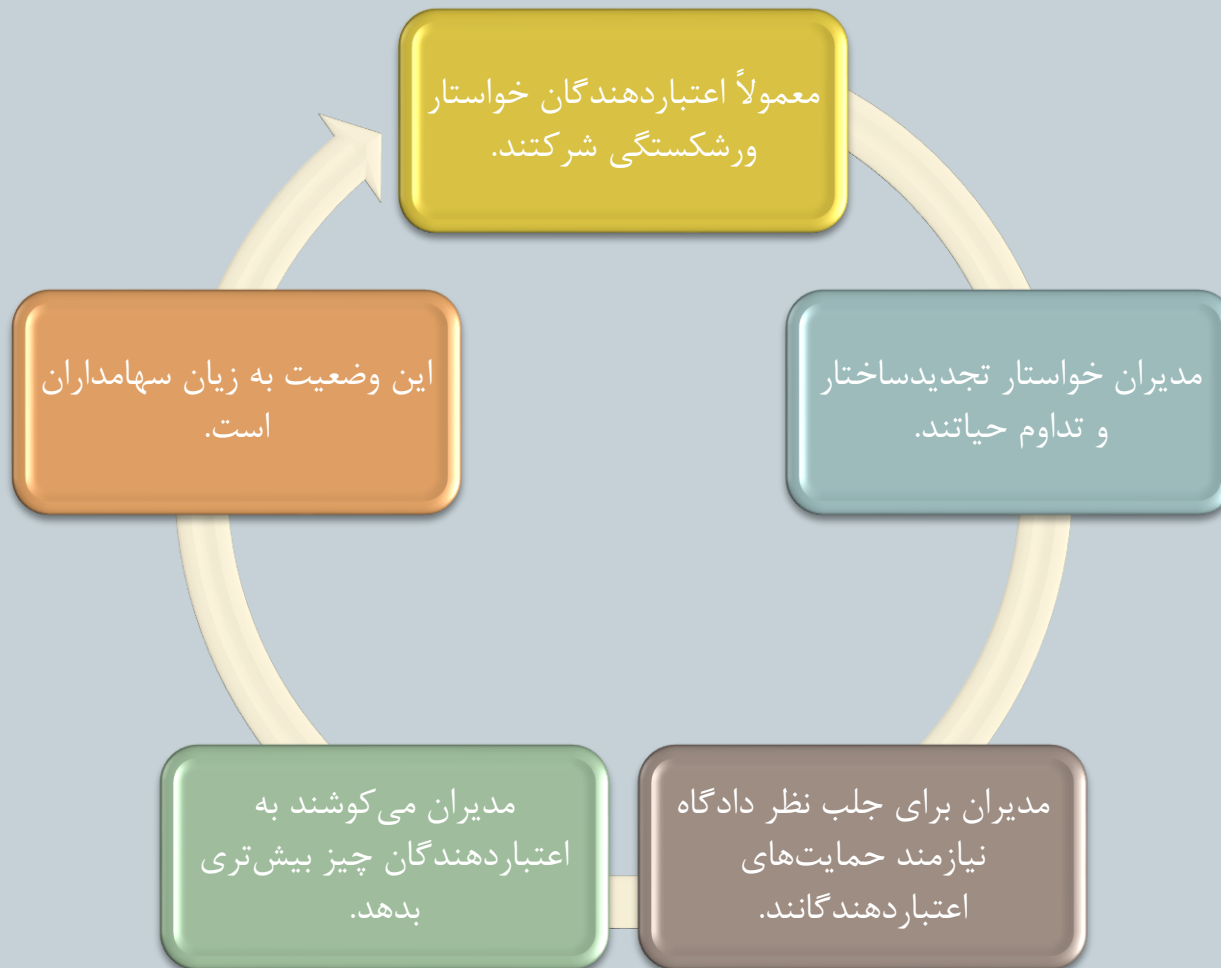 معمولاً اعتباردهندگان خواستار
ورشکستگی شرکتند.
مدیران خواستار تجدیدساختار
و تداوم حیاتند.
مدیران برای جلب نظر دادگاه
نیازمند حمایت‌های
اعتباردهندگانند.
مدیران می‌کوشند به
اعتباردهندگان چیز بیش‌تری
بدهد.
این وضعیت به زیان سهامداران
است.